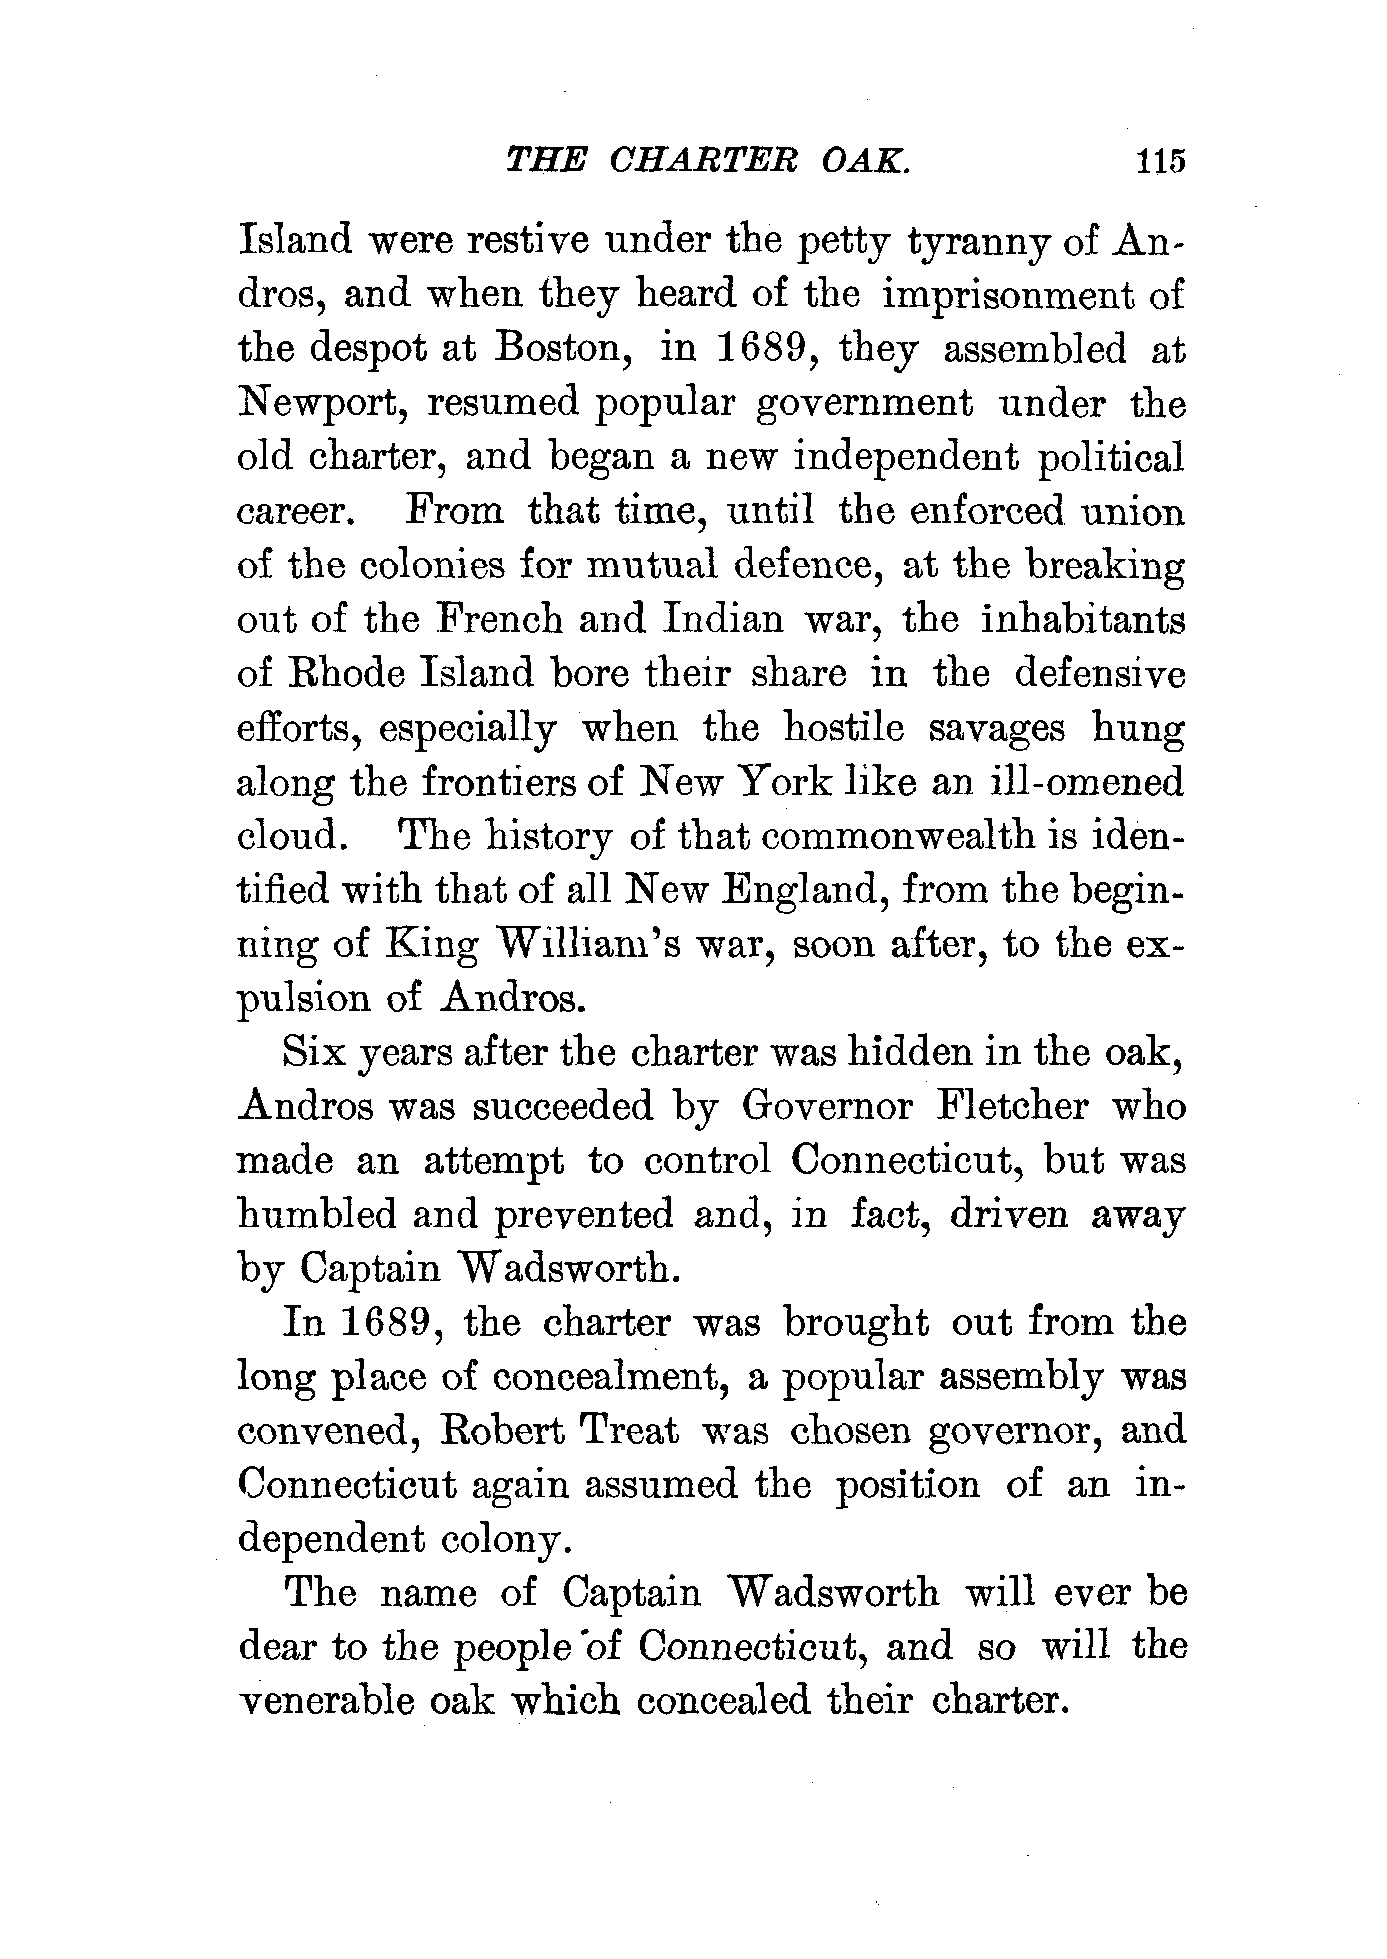 THE CHARTER OAK. 115
Island were restive under the petty tyranny of An-
dros, and when they heard of the imprisonment of
the despot at Boston, in 1689, they assembled at
Newport, resumed popular government under the
old charter, and began a new independent political
career. From that time, until the enforced union
of the colonies for mutual defence, at the breaking
out of the French and Indian war, the inhabitants
of Rhode Island bore their share in the defensive
efforts, especially when the hostile savages hung
along the frontiers of New York like an ill-omened
cloud. The history of that commonwealth is iden-
tified with that of all New England, from the begin-
ning of King William's war, soon after, to the ex-
pulsion of Andros.
Six years after the charter was hidden in the oak,
Andros was succeeded by Governor Fletcher who
made an attempt to control Connecticut, but was
humbled and prevented and, in fact, driven away
by Captain Wadsworth.
In 1689, the charter was brought out from the
long place of concealment, a popular assembly was
convened, Robert Treat was chosen governor, and
Connecticut again assumed the position of an in-
dependent colony.
The name of Captain Wadsworth will ever be
dear to the people of Connecticut, and so will the
venerable oak which concealed their charter.